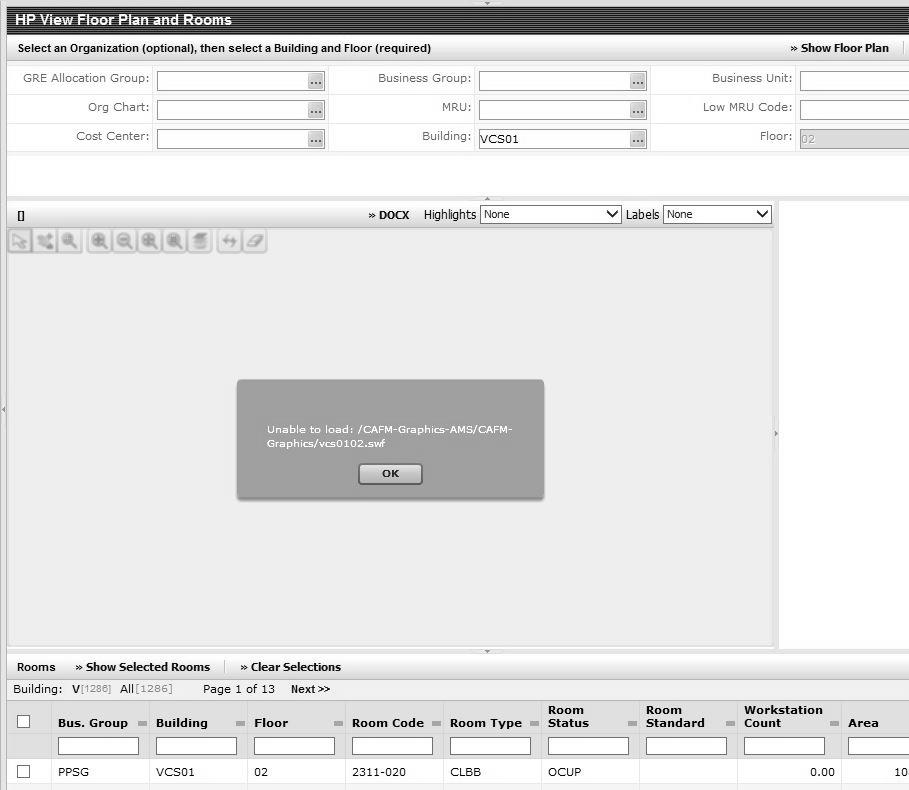 HP View Floor Plan and Rooms
Select an Organization (optional), then select a Building and Floor (required) » Show Floor Plan
GRE Allocation Group: ... Business Group: ... Business Unit:
Org Chart: ... MRU: ... Low MRU Code:
Cost Center: ... Building: VCS01 ... Floor: 02
[] » DOCX Highlights None Labels None
Unable to load: /CAFM-Graphics-AMS/CAFM-
Graphics/vcs0102.swf
OK
Rooms » Show Selected Rooms » Clear Selections
Building: V[1286] All[1286] Page 1 of 13 Next >>
Bus. Group Building Floor Room Code Room Type Room Status Room Standard Workstation Count Area
PPSG VCS01 02 2311-020 CLBB OCUP 0.00 10